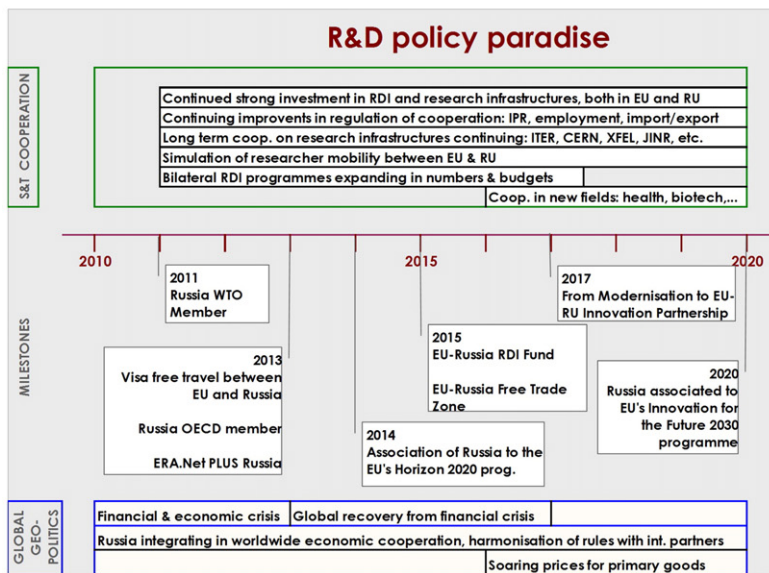 R&D policy paradise
S&T COOPERATION
Continued strong investment in RDI and research infrastructures, both in EU and RU
Continuing improvents in regulation of cooperation: IPR, employment, import/export
Long term coop. on research infrastructures continuing: ITER, CERN, XFEL, JINR, etc.
Simulation of researcher mobility between EU & RU
Bilateral RDI programmes expanding in numbers & budgets
Coop. in new fields: health, biotech,...
2010
2015
2020
MILESTONES
2011
Russia WTO
Member
2013
Visa free travel between
EU and Russia
Russia OECD member
ERA.Net PLUS Russia
2014
Association of Russia to the
EU's Horizon 2020 prog.
2015
EU-Russia RDI Fund
EU-Russia Free Trade
Zone
2017
From Modernisation to EU-
RU Innovation Partnership
2020
Russia associated to
EU's Innovation for
the Future 2030
programme
GLOBAL
GEO-
POLITICS
Financial & economic crisis
Global recovery from financial crisis
Russia integrating in worldwide economic cooperation, harmonisation of rules with int. partners
Soaring prices for primary goods